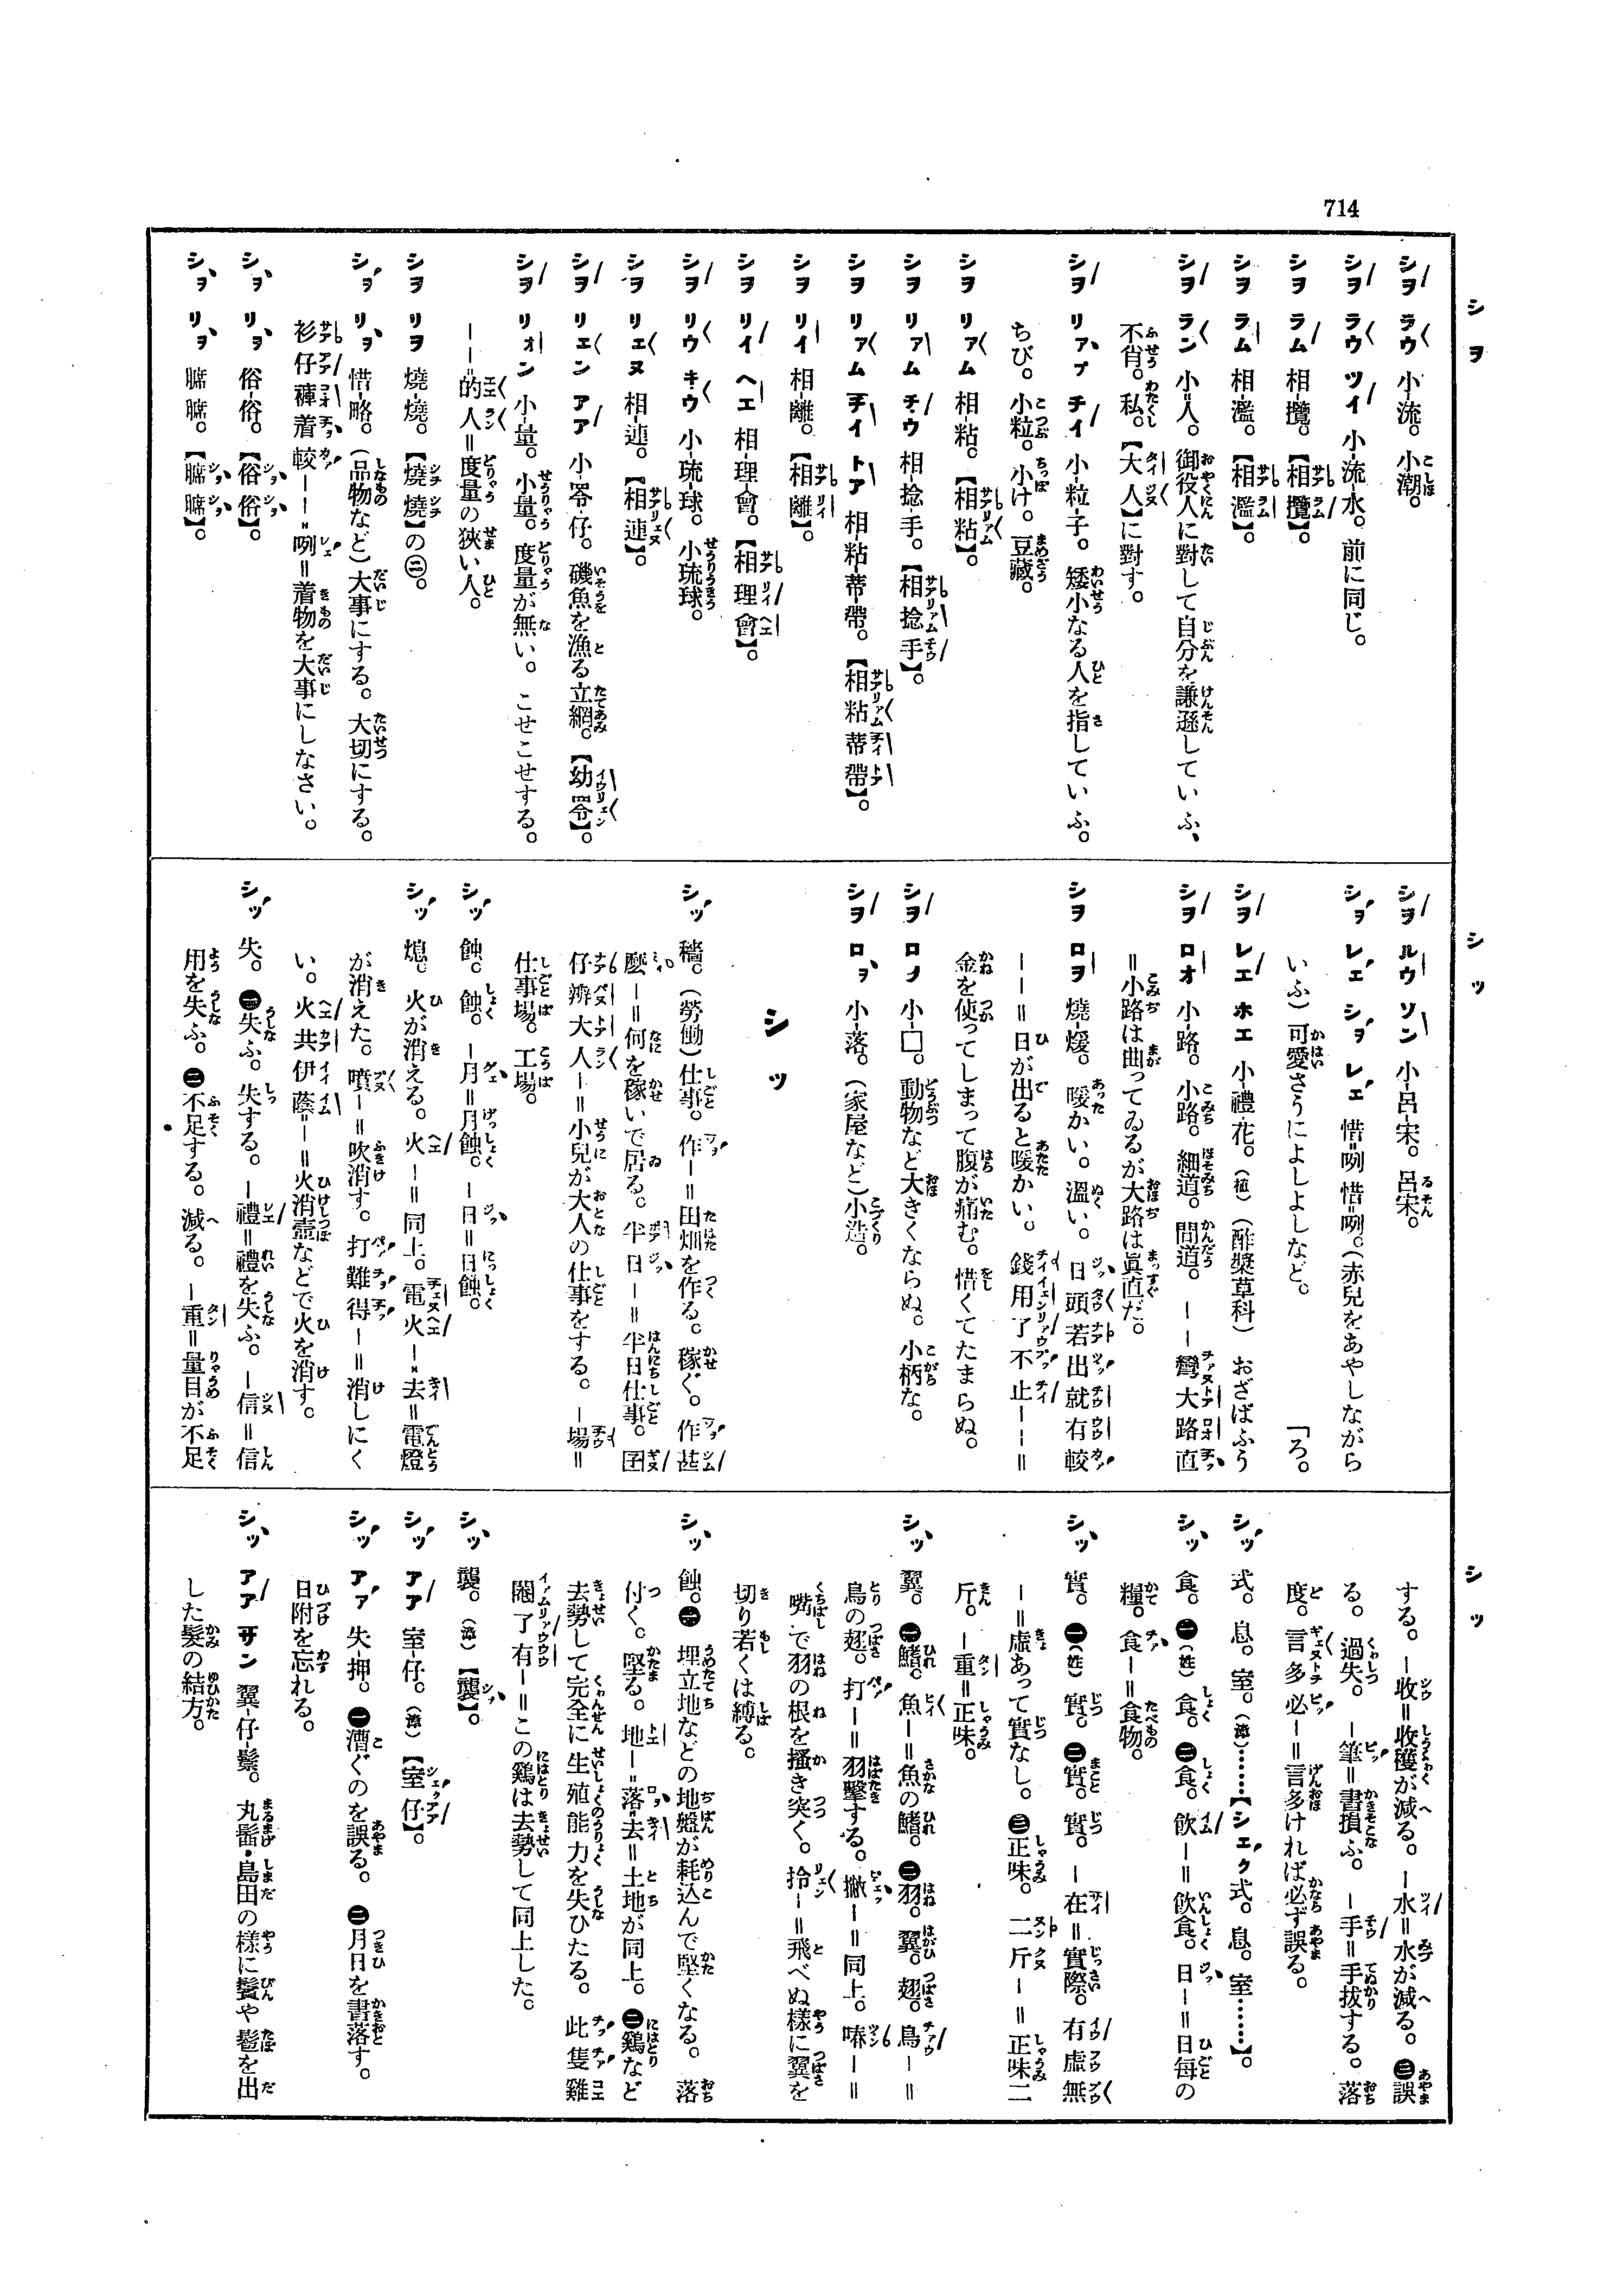 714
シヲ
シヲ ラウ 小-流。小潮。
シヲ ラウ ツイ 小-流-水。前に同じ。
シヲ ラム 相-攬。【相攬】。
シヲ ラム 相-濫。【相濫】。
シヲ ラン 小-人。御役人に對して自分を謙遜していふ、
不肖。私。【大人】に對す。
シヲ リァプ チイ 小-粒子。矮小なる人を指していふ。
ちび。小粒。小け。豆藏。
シヲ リァム 相-粘。【相粘】。
シヲ リァム チウ 相-捻-手。【相捻手】。
シヲ リァム チイ トア 相-粘-蒂-帶。【相粘蒂帶】。
シヲ リイ 相-離。【相離】。
シヲ リイ ヘエ 相-理-會。【相理會】。
シヲ リウ キウ 小-琉-球。小琉球。
シヲ リェヌ 相-連。【相連】。
シヲ リェン アア 小-罧-仔。磯魚を漁る立網。【幼罧】。
シヲ リォン 小-量。小量。度量が無い。こせこせする。
－－=的人=度量の狹い人。
シヲ リヲ 燒-燒。【燒燒】の㊁。
シヲ リヲ 惜-略。(品物など)大事にする。大切にする。
衫仔褲着較－－"咧=着物を大事にしなさい。
シヲ リヲ 俗-俗。【俗俗】。
シヲ リヲ 臕臕。【臕臕】。
シッ
シヲ ルウ ソン 小-呂-宋。呂宋。
シヲ レェ シヲ レェ 惜=咧 惜=咧。(赤兒をあやしながら
いふ)可愛さうによしよしなど。
シヲ レエ ホエ 小-禮-花。(植)(酢漿草科)おざばふう
「ろ。
シヲ ロオ 小-路。小路。細道。間道。－－彎大路直
=小路は曲ってゐるが大路は眞直だ。
シヲ ロヲ 燒-煖。暖かい。溫い。日頭若出就有較
－－=日が出ると暖かい。錢用了不止－－=
金を使ってしまって腹が痛む。惜くてたまらぬ。
シヲ ロノ 小-□。動物など大きくならぬ。小柄な。
シヲ ロヲ 小-落。(家屋など)小造。
シッ
シッ 穡。(勞働)仕事。作－=田畑を作る。稼ぐ。作甚
麼－=何を稼いで居る。半日－=半日仕事。囝
仔辦大人－=小兒が大人の仕事をする。－場=
仕事場。工場。
シッ 蝕。蝕。－月=月蝕。－日=日蝕。
シッ 熄。火が消える。火－=同上。電火－"去=電燈
が消えた。噴－=吹消す。打難得－=消しにく
い。火共伊蔭－=火消壺などで火を消す。
シッ 失。㊀失ふ。失する。－禮=禮を失ふ。－信=信
用を失ふ。㊁不足する。減る。－重=量目が不足
シッ
する。－收=收穫が減る。－水=水が減る。㊂誤
る。過失。－筆=書損ふ。－手=手拔する。落
度。言多必－=言多ければ必ず誤る。
シッ 式。息。室。(漳)………【シェク式。息。室………】。
シッ 食。㊀(姓)食。㊁食。飮－=飮食。日－=日每の
糧。食－=食物。
シッ 實。㊀(姓)實。㊁實。實。－在=實際。有虛無
－=虛あって實なし。㊂正味。二斤－=正味二
斤。－重=正味。
シッ 翼。㊀鰭。魚－=魚の鰭。㊁羽。翼。翅。鳥－=
鳥の翅。打－=羽擊する。撇－=同上。㗘－=
嘴で羽の根を搔き突く。拎－=飛べぬ樣に翼を
切り若くは縛る。
シッ 蝕。㊀埋立地などの地盤が耗込んで堅くなる。落
付く。堅る。地－=落"去=土地が同上。㊁鷄など
去勢して完全に生殖能力を失ひたる。此隻雞
閹了有－=この鷄は去勢して同上した。
シッ 襲。(漳)【襲】。
シッ アア 室-仔。(漳)【室仔】。
シッ アァ 失-押。㊀漕ぐのを誤る。㊁月日を書落す。
日附を忘れる。
シッ アア サン 翼-仔-鬃。丸髷・島田の樣に鬢や髱を出
した髮の結方。